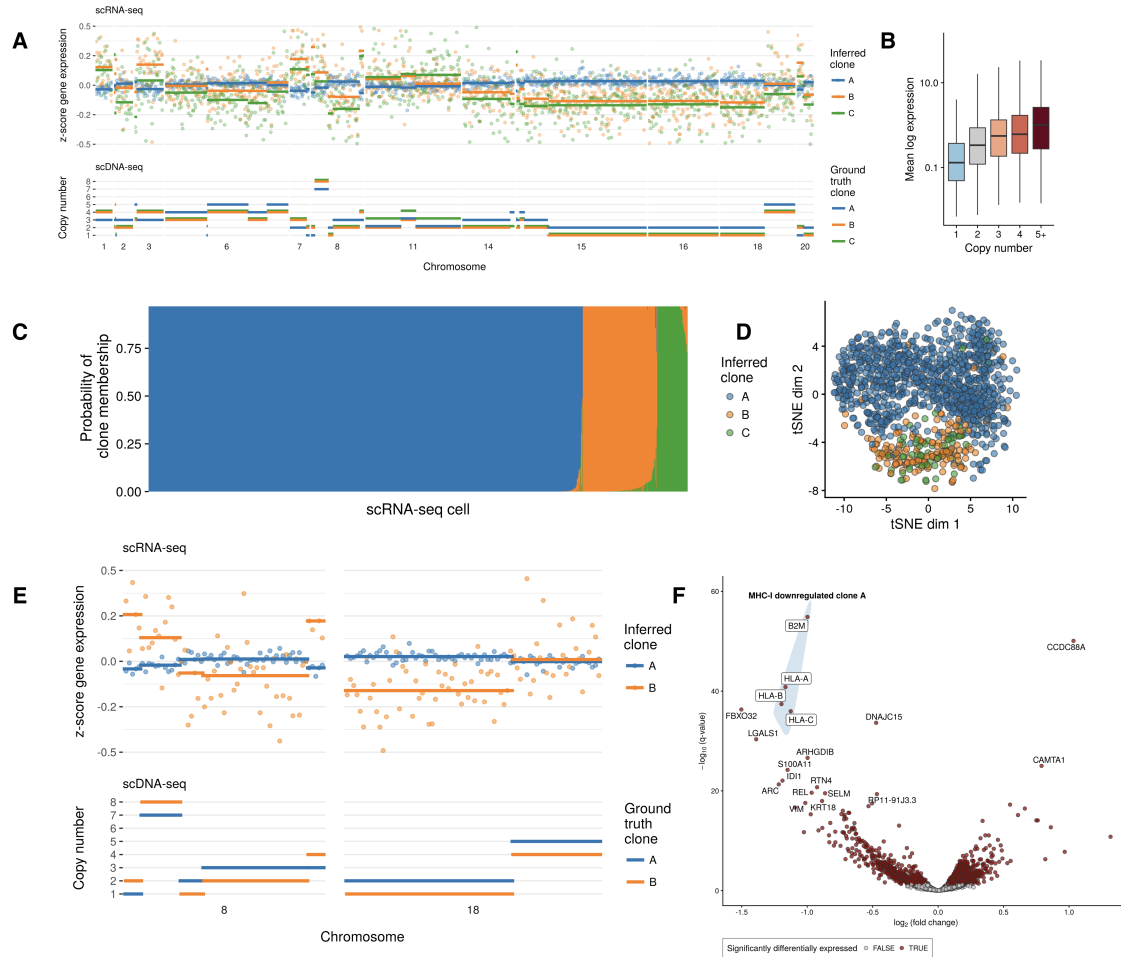 A
scRNA-seq
z-score gene expression
0.5
0.2
0.0
-0.2
-0.5
Inferred
clone
A
B
C
scDNA-seq
Copy number
8
7
6
5
4
3
2
1
1 2 3 6 7 8 11 14 15 16 18 20
Chromosome
Ground
truth
clone
A
B
C
B
Mean log expression
10.0
0.1
1 2 3 4 5+
Copy number
C
Probability of
clone membership
0.75
0.50
0.25
0.00
scRNA-seq cell
D
Inferred
clone
A
B
C
tSNE dim 2
4
0
-4
-8
-10 -5 0 5 10
tSNE dim 1
E
scRNA-seq
z-score gene expression
0.5
0.2
0.0
-0.2
-0.5
Inferred
clone
A
B
scDNA-seq
Copy number
8
7
6
5
4
3
2
1
8 18
Chromosome
Ground
truth
clone
A
B
F
MHC-I downregulated clone A
B2M
CCDC88A
HLA-A
HLA-B
HLA-C
FBXO32
DNAJC15
LGALS1
ARHGDIB
CAMTA1
S100A11
IDI1
ARC
RTN4
REL
SELM
RP11-91J3.3
VIM
KRT18
−log10 (q-value)
60
40
20
0
-1.5 -1.0 -0.5 0.0 0.5 1.0
log2 (fold change)
Significantly differentially expressed FALSE TRUE